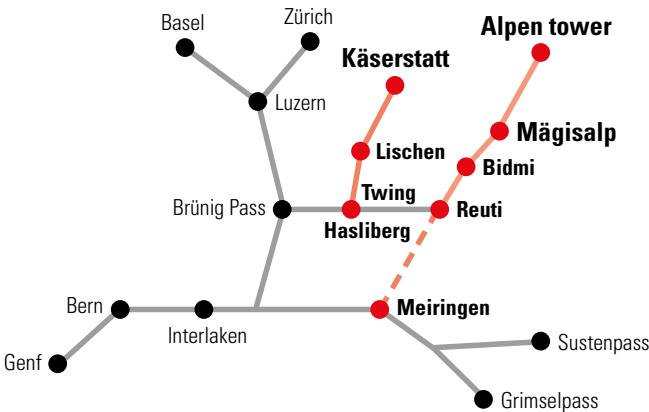 Basel
Zürich
Alpen tower
Käserstatt
Luzern
Mägisalp
Lischen
Bidmi
Twing
Brünig Pass
Reuti
Hasliberg
Bern
Meiringen
Interlaken
Sustenpass
Genf
Grimselpass